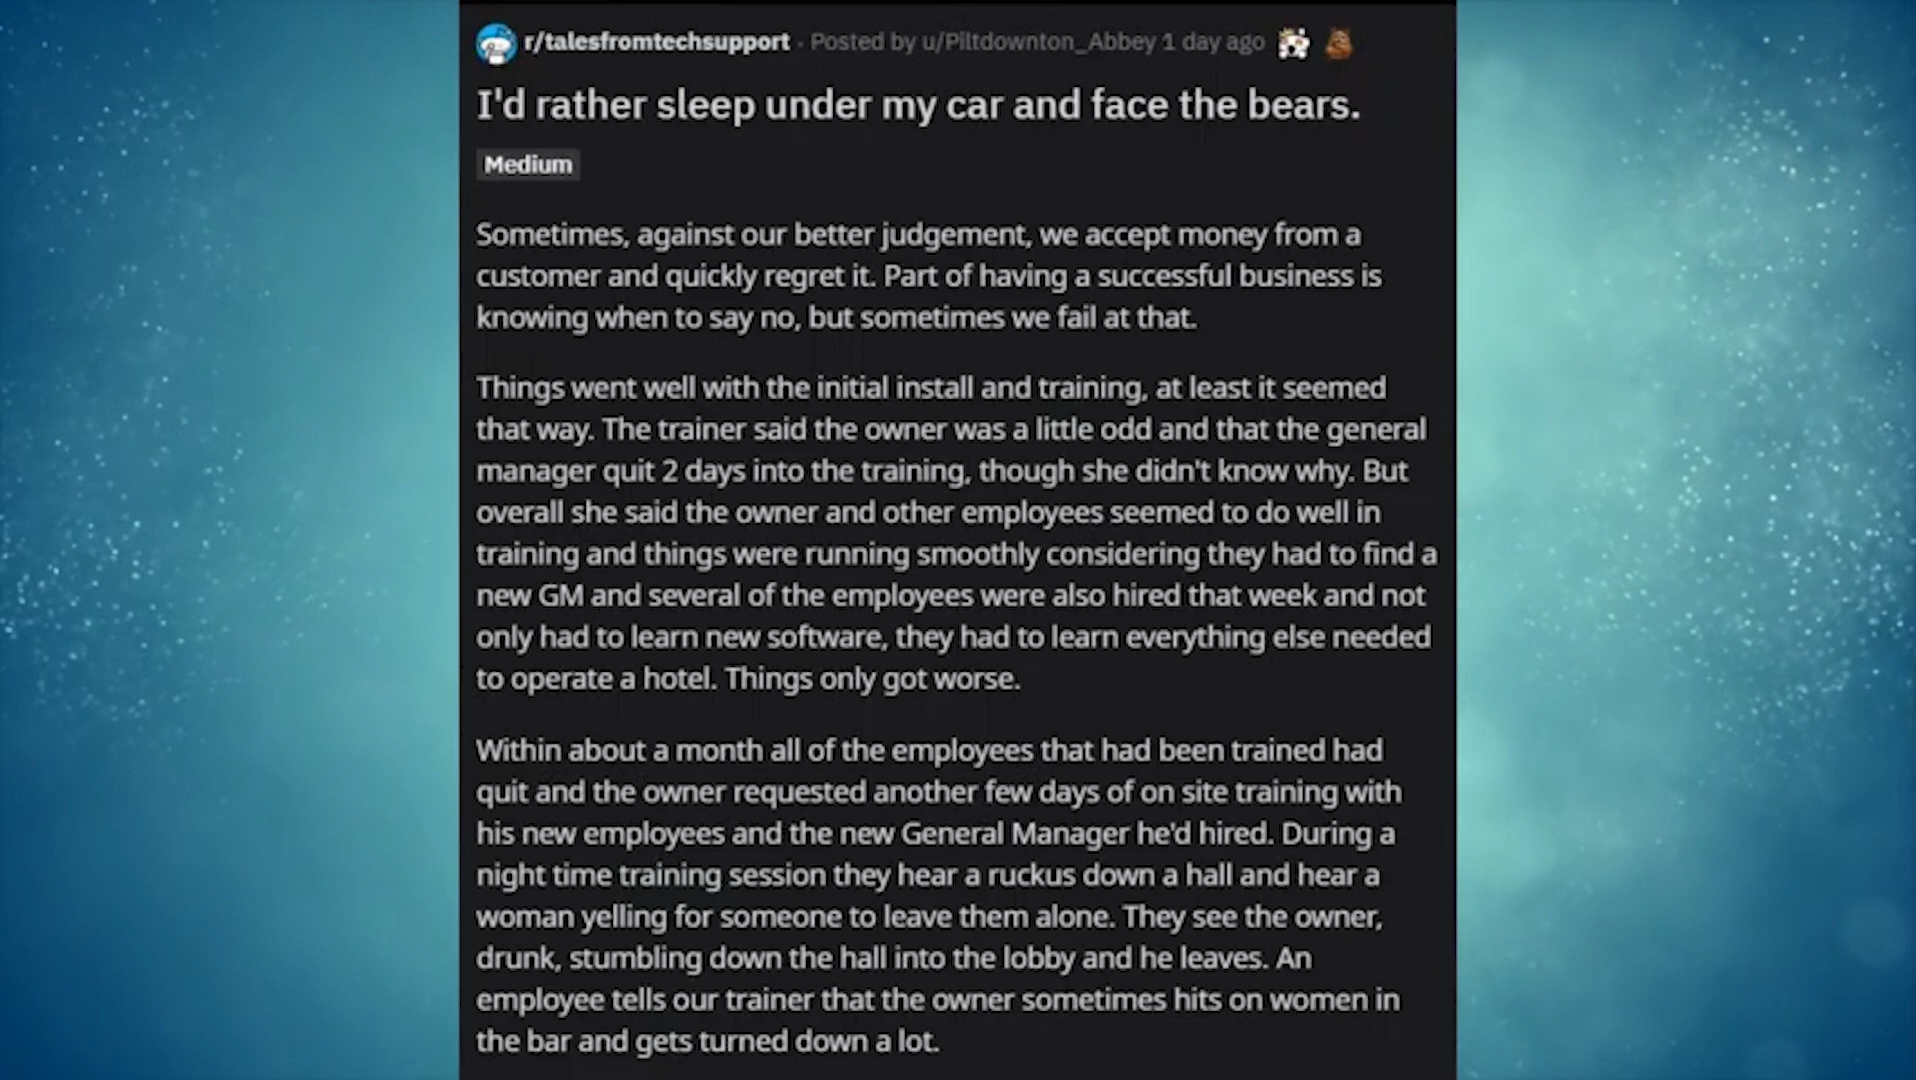 r/talesfromtechsupport · Posted by u/Piltdownton_Abbey 1 day ago
I'd rather sleep under my car and face the bears.
Medium
Sometimes, against our better judgement, we accept money from a
customer and quickly regret it. Part of having a successful business is
knowing when to say no, but sometimes we fail at that.
Things went well with the initial install and training, at least it seemed
that way. The trainer said the owner was a little odd and that the general
manager quit 2 days into the training, though she didn't know why. But
overall she said the owner and other employees seemed to do well in
training and things were running smoothly considering they had to find a
new GM and several of the employees were also hired that week and not
only had to learn new software, they had to learn everything else needed
to operate a hotel. Things only got worse.
Within about a month all of the employees that had been trained had
quit and the owner requested another few days of on site training with
his new employees and the new General Manager he'd hired. During a
night time training session they hear a ruckus down a hall and hear a
woman yelling for someone to leave them alone. They see the owner,
drunk, stumbling down the hall into the lobby and he leaves. An
employee tells our trainer that the owner sometimes hits on women in
the bar and gets turned down a lot.